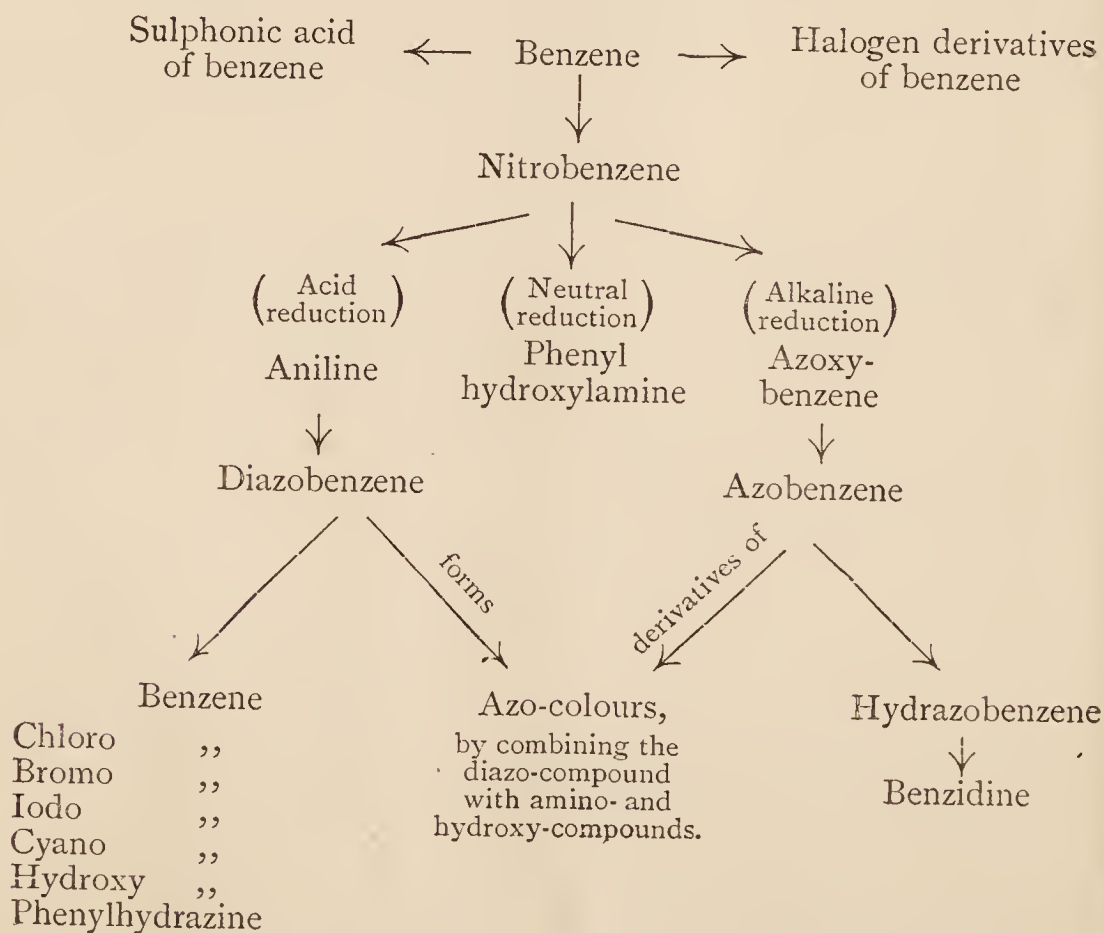 Sulphonic acid
of benzene
Benzene
Halogen derivatives
of benzene
Nitrobenzene
(Acid
reduction)
Aniline
(Neutral
reduction)
Phenyl
hydroxylamine
(Alkaline
reduction)
Azoxy-
benzene
Diazobenzene
Azobenzene
forms
derivatives of
Benzene
Chloro ,,
Bromo ,,
Iodo ,,
Cyano ,,
Hydroxy ,,
Phenylhydrazine
Azo-colours,
by combining the
diazo-compound
with amino- and
hydroxy-compounds.
Hydrazobenzene
Benzidine